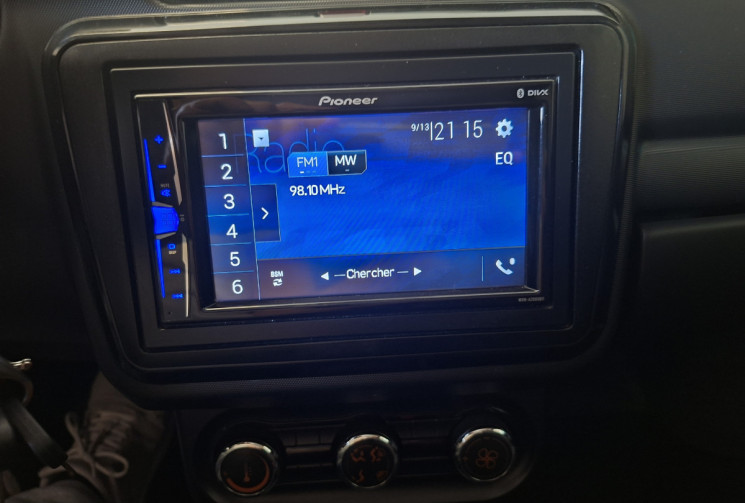 Pioneer
DIVX
Radio
9/13 21 15
FM1 MW
EQ
98.10 MHz
1
2
3
4
5
6
BSM
Chercher